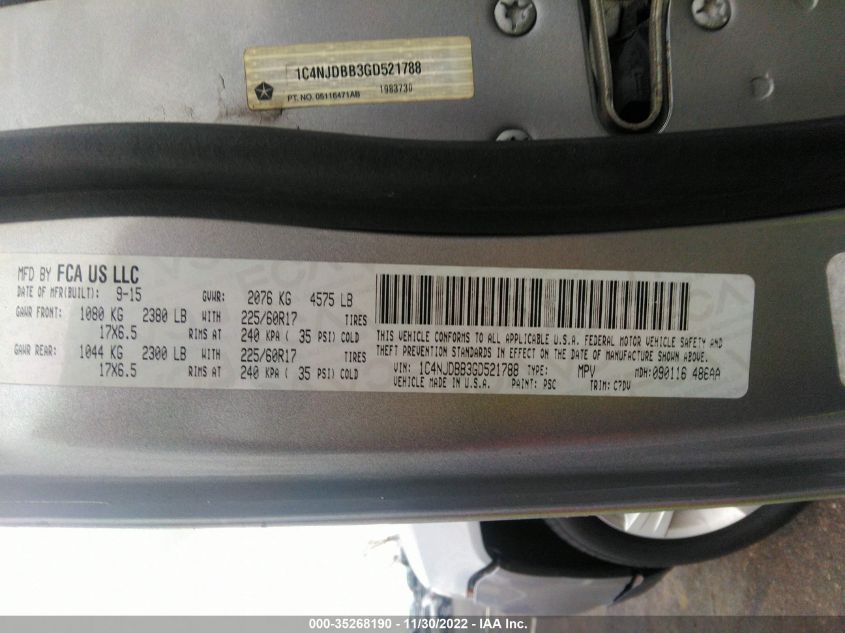 1C4NJDBB3GD521788
PT. NO. 05116471AB 1983730
MFD BY FCA US LLC
DATE OF MFR(BUILT): 9-15 GVWR: 2076 KG 4575 LB
GAWR FRONT: 1080 KG 2380 LB WITH 225/60R17 TIRES
17X6.5 RIMS AT 240 KPA ( 35 PSI) COLD
GAWR REAR: 1044 KG 2300 LB WITH 225/60R17 TIRES
17X6.5 RIMS AT 240 KPA ( 35 PSI) COLD
THIS VEHICLE CONFORMS TO ALL APPLICABLE U.S.A. FEDERAL MOTOR VEHICLE SAFETY AND
THEFT PREVENTION STANDARDS IN EFFECT ON THE DATE OF MANUFACTURE SHOWN ABOVE.
VIN: 1C4NJDBB3GD521788 TYPE: MPV MDH:090116 486AA
VEHICLE MADE IN U.S.A. PAINT: PSC TRIM: C7DV
000-35268190 - 11/30/2022 - IAA Inc.